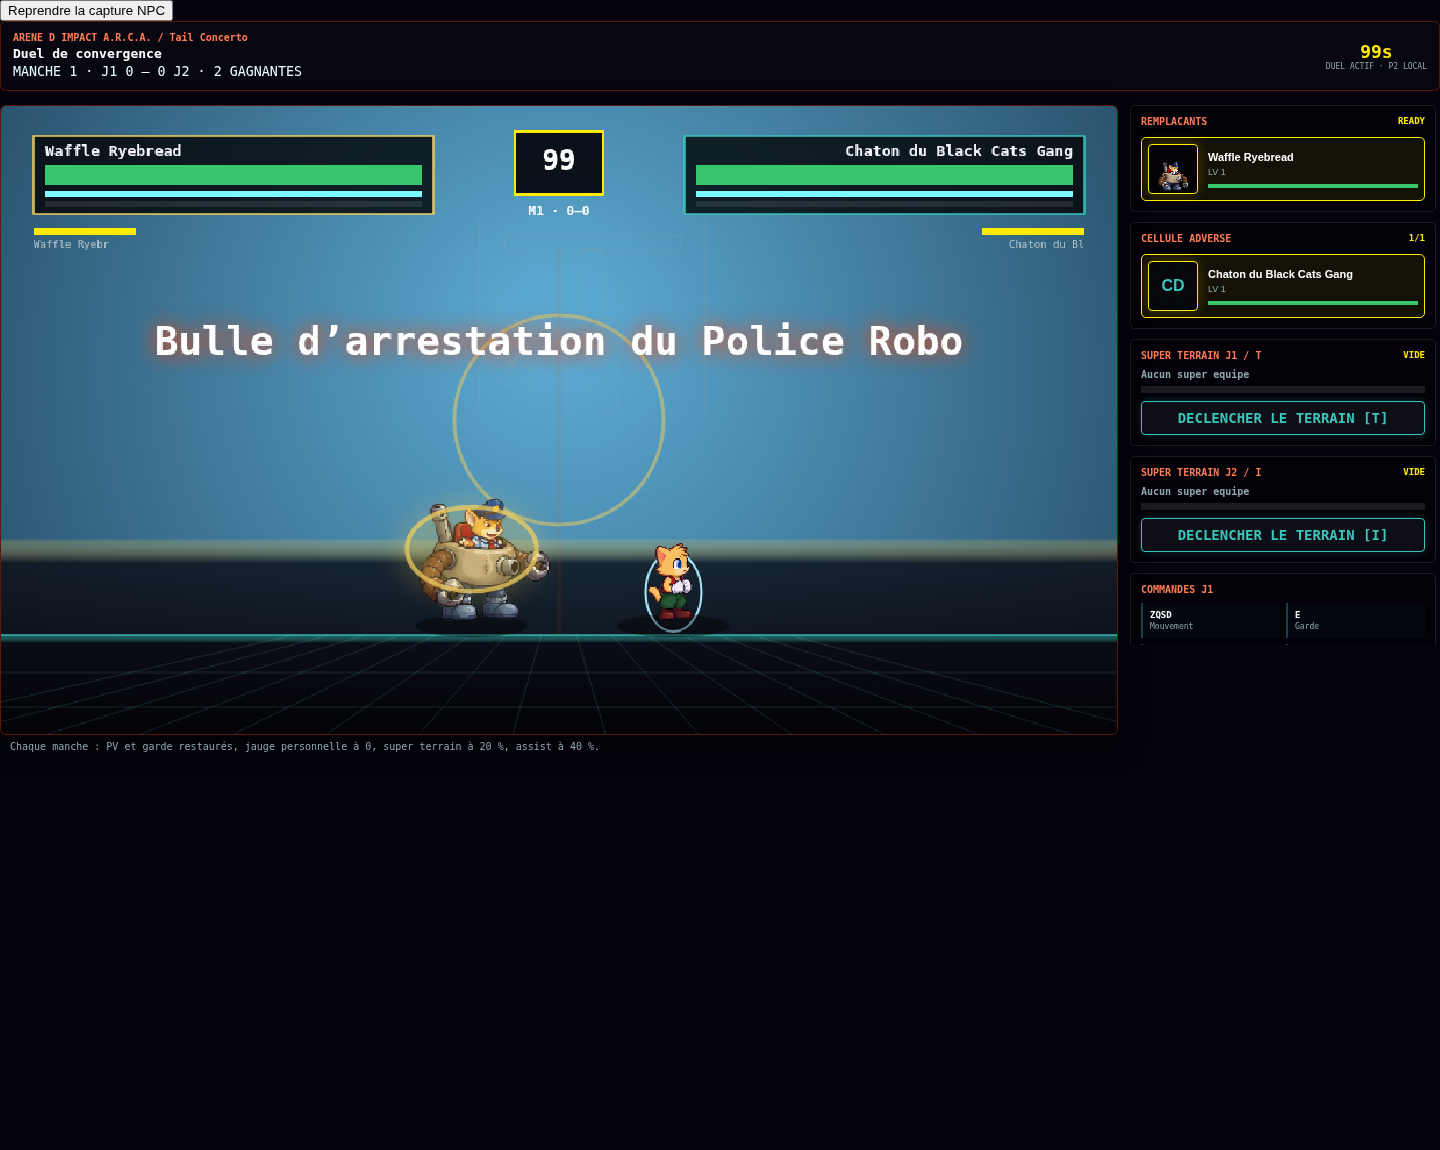 Reprendre la capture NPC
ARENE D IMPACT A.R.C.A. / Tail Concerto
Duel de convergence
MANCHE 1 · J1 0 — 0 J2 · 2 GAGNANTES
99s
DUEL ACTIF · P2 LOCAL
Waffle Ryebread
99
Chaton du Black Cats Gang
M1 · 0—0
Waffle Ryebr
Chaton du Bl
Bulle d’arrestation du Police Robo
Chaque manche : PV et garde restaurés, jauge personnelle à 0, super terrain à 20 %, assist à 40 %.
REMPLACANTS
READY
Waffle Ryebread
LV 1
CELLULE ADVERSE
1/1
CD
Chaton du Black Cats Gang
LV 1
SUPER TERRAIN J1 / T
VIDE
Aucun super equipe
DECLENCHER LE TERRAIN [T]
SUPER TERRAIN J2 / I
VIDE
Aucun super equipe
DECLENCHER LE TERRAIN [I]
COMMANDES J1
ZQSD
Mouvement
E
Garde